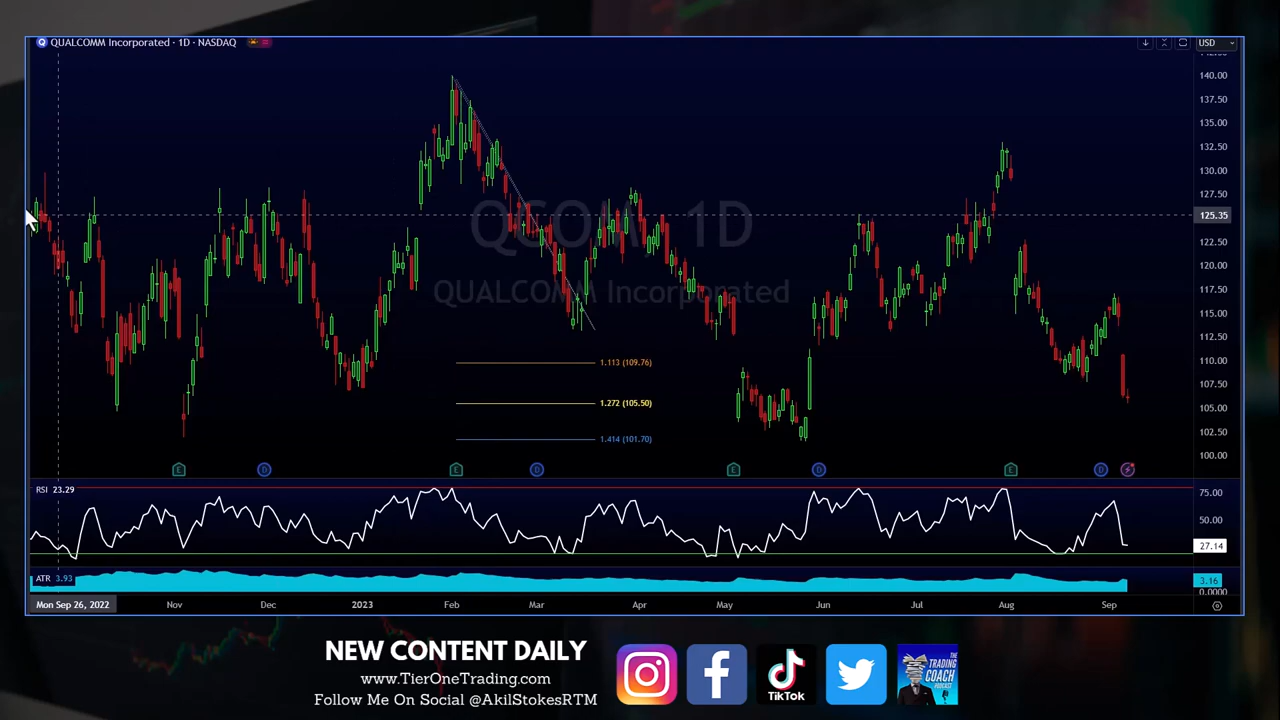 QUALCOMM Incorporated · 1D · NASDAQ
USD
140.00
137.50
135.00
132.50
130.00
127.50
125.35
122.50
120.00
117.50
115.00
112.50
110.00
107.50
105.00
102.50
100.00
QCOM, 1D
QUALCOMM Incorporated
1.113 (109.76)
1.272 (105.50)
1.414 (101.70)
E D E D E D E D
RSI 23.29
75.00
50.00
27.14
ATR 3.93
3.16
0.0000
Mon Sep 26, 2022 Nov Dec 2023 Feb Mar Apr May Jun Jul Aug Sep
NEW CONTENT DAILY
www.TierOneTrading.com
Follow Me On Social @AkilStokesRTM
TikTok
THE
TRADING
COACH
PODCAST